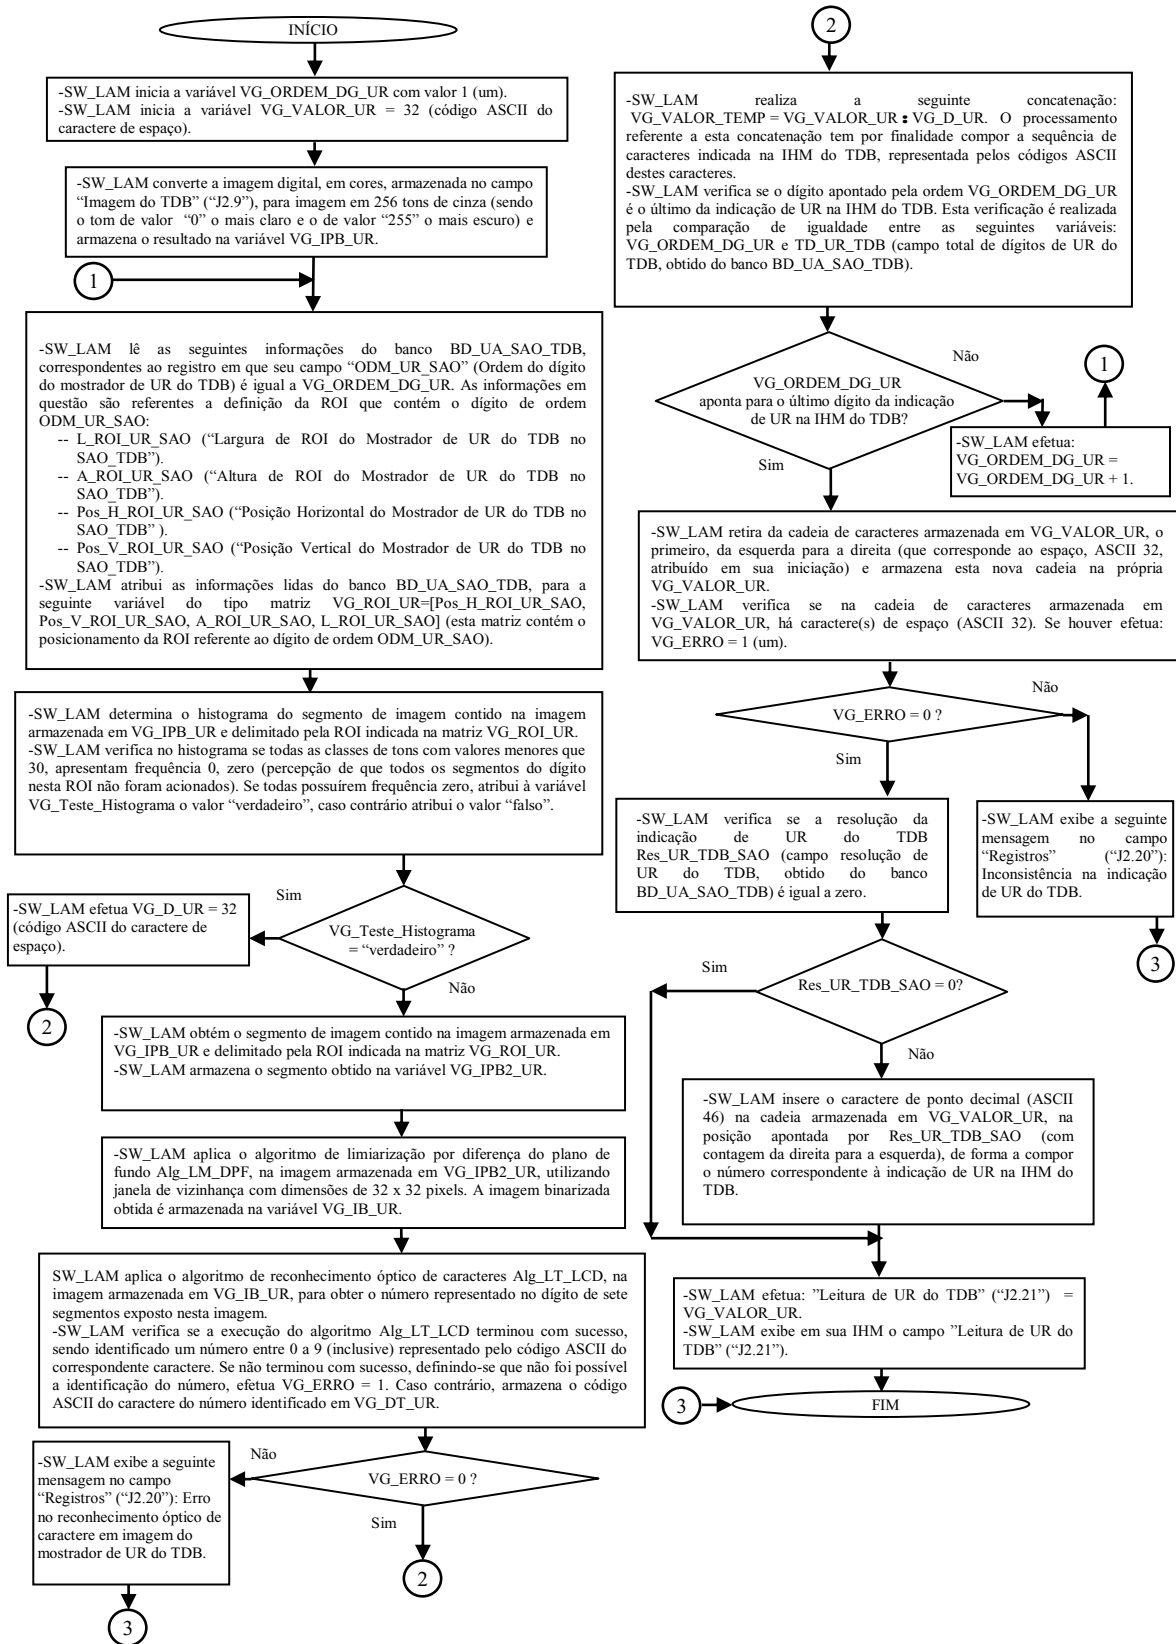 INÍCIO
-SW_LAM inicia a variável VG_ORDEM_DG_UR com valor 1 (um).
-SW_LAM inicia a variável VG_VALOR_UR = 32 (código ASCII do
caractere de espaço).
-SW_LAM converte a imagem digital, em cores, armazenada no campo
“Imagem do TDB” (“J2.9”), para imagem em 256 tons de cinza (sendo
o tom de valor “0” o mais claro e o de valor “255” o mais escuro) e
armazena o resultado na variável VG_IPB_UR.
1
-SW_LAM lê as seguintes informações do banco BD_UA_SAO_TDB,
correspondentes ao registro em que seu campo “ODM_UR_SAO” (Ordem do dígito
do mostrador de UR do TDB) é igual a VG_ORDEM_DG_UR. As informações em
questão são referentes a definição da ROI que contém o dígito de ordem
ODM_UR_SAO:
-- L_ROI_UR_SAO (“Largura de ROI do Mostrador de UR do TDB no
SAO_TDB”).
-- A_ROI_UR_SAO (“Altura de ROI do Mostrador de UR do TDB no
SAO_TDB”).
-- Pos_H_ROI_UR_SAO (“Posição Horizontal do Mostrador de UR do TDB no
SAO_TDB” ).
-- Pos_V_ROI_UR_SAO (“Posição Vertical do Mostrador de UR do TDB no
SAO_TDB”).
-SW_LAM atribui as informações lidas do banco BD_UA_SAO_TDB, para a
seguinte variável do tipo matriz VG_ROI_UR=[Pos_H_ROI_UR_SAO,
Pos_V_ROI_UR_SAO, A_ROI_UR_SAO, L_ROI_UR_SAO] (esta matriz contém o
posicionamento da ROI referente ao dígito de ordem ODM_UR_SAO).
-SW_LAM determina o histograma do segmento de imagem contido na imagem
armazenada em VG_IPB_UR e delimitado pela ROI indicada na matriz VG_ROI_UR.
-SW_LAM verifica no histograma se todas as classes de tons com valores menores que
30, apresentam frequência 0, zero (percepção de que todos os segmentos do dígito
nesta ROI não foram acionados). Se todas possuírem frequência zero, atribui à variável
VG_Teste_Histograma o valor “verdadeiro”, caso contrário atribui o valor “falso”.
Sim
-SW_LAM efetua VG_D_UR = 32
(código ASCII do caractere de
espaço).
VG_Teste_Histograma
= “verdadeiro” ?
Não
2
-SW_LAM obtém o segmento de imagem contido na imagem armazenada em
VG_IPB_UR e delimitado pela ROI indicada na matriz VG_ROI_UR.
-SW_LAM armazena o segmento obtido na variável VG_IPB2_UR.
-SW_LAM aplica o algoritmo de limiarização por diferença do plano de
fundo Alg_LM_DPF, na imagem armazenada em VG_IPB2_UR, utilizando
janela de vizinhança com dimensões de 32 x 32 pixels. A imagem binarizada
obtida é armazenada na variável VG_IB_UR.
SW_LAM aplica o algoritmo de reconhecimento óptico de caracteres Alg_LT_LCD, na
imagem armazenada em VG_IB_UR, para obter o número representado no dígito de sete
segmentos exposto nesta imagem.
-SW_LAM verifica se a execução do algoritmo Alg_LT_LCD terminou com sucesso,
sendo identificado um número entre 0 a 9 (inclusive) representado pelo código ASCII do
correspondente caractere. Se não terminou com sucesso, definindo-se que não foi possível
a identificação do número, efetua VG_ERRO = 1. Caso contrário, armazena o código
ASCII do caractere do número identificado em VG_DT_UR.
Não
-SW_LAM exibe a seguinte
mensagem no campo
“Registros” (“J2.20”): Erro
no reconhecimento óptico de
caractere em imagem do
mostrador de UR do TDB.
VG_ERRO = 0 ?
Sim
2
3
2
-SW_LAM realiza a seguinte concatenação:
VG_VALOR_TEMP = VG_VALOR_UR : VG_D_UR. O processamento
referente a esta concatenação tem por finalidade compor a sequência de
caracteres indicada na IHM do TDB, representada pelos códigos ASCII
destes caracteres.
-SW_LAM verifica se o dígito apontado pela ordem VG_ORDEM_DG_UR
é o último da indicação de UR na IHM do TDB. Esta verificação é realizada
pela comparação de igualdade entre as seguintes variáveis:
VG_ORDEM_DG_UR e TD_UR_TDB (campo total de dígitos de UR do
TDB, obtido do banco BD_UA_SAO_TDB).
Não
1
VG_ORDEM_DG_UR
aponta para o último dígito da indicação
de UR na IHM do TDB?
-SW_LAM efetua:
VG_ORDEM_DG_UR =
VG_ORDEM_DG_UR + 1.
Sim
-SW_LAM retira da cadeia de caracteres armazenada em VG_VALOR_UR, o
primeiro, da esquerda para a direita (que corresponde ao espaço, ASCII 32,
atribuído em sua iniciação) e armazena esta nova cadeia na própria
VG_VALOR_UR.
-SW_LAM verifica se na cadeia de caracteres armazenada em
VG_VALOR_UR, há caractere(s) de espaço (ASCII 32). Se houver efetua:
VG_ERRO = 1 (um).
Não
VG_ERRO = 0 ?
Sim
-SW_LAM verifica se a resolução da
indicação de UR do TDB
Res_UR_TDB_SAO (campo resolução de
UR do TDB, obtido do banco
BD_UA_SAO_TDB) é igual a zero.
-SW_LAM exibe a seguinte
mensagem no campo
“Registros” (“J2.20”):
Inconsistência na indicação
de UR do TDB.
3
Sim
Res_UR_TDB_SAO = 0?
Não
-SW_LAM insere o caractere de ponto decimal (ASCII
46) na cadeia armazenada em VG_VALOR_UR, na
posição apontada por Res_UR_TDB_SAO (com
contagem da direita para a esquerda), de forma a compor
o número correspondente à indicação de UR na IHM do
TDB.
-SW_LAM efetua: ”Leitura de UR do TDB” (“J2.21”) =
VG_VALOR_UR.
-SW_LAM exibe em sua IHM o campo ”Leitura de UR do
TDB” (“J2.21”).
3
FIM